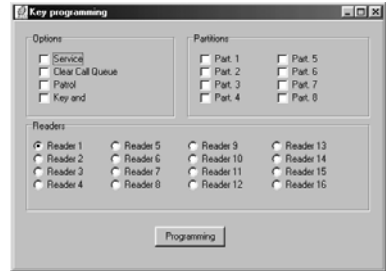 Key programming
Options
Service
Clear Call Queue
Patrol
Key and
Partitions
Part. 1
Part. 2
Part. 3
Part. 4
Part. 5
Part. 6
Part. 7
Part. 8
Readers
Reader 1
Reader 2
Reader 3
Reader 4
Reader 5
Reader 6
Reader 7
Reader 8
Reader 9
Reader 10
Reader 11
Reader 12
Reader 13
Reader 14
Reader 15
Reader 16
Programming